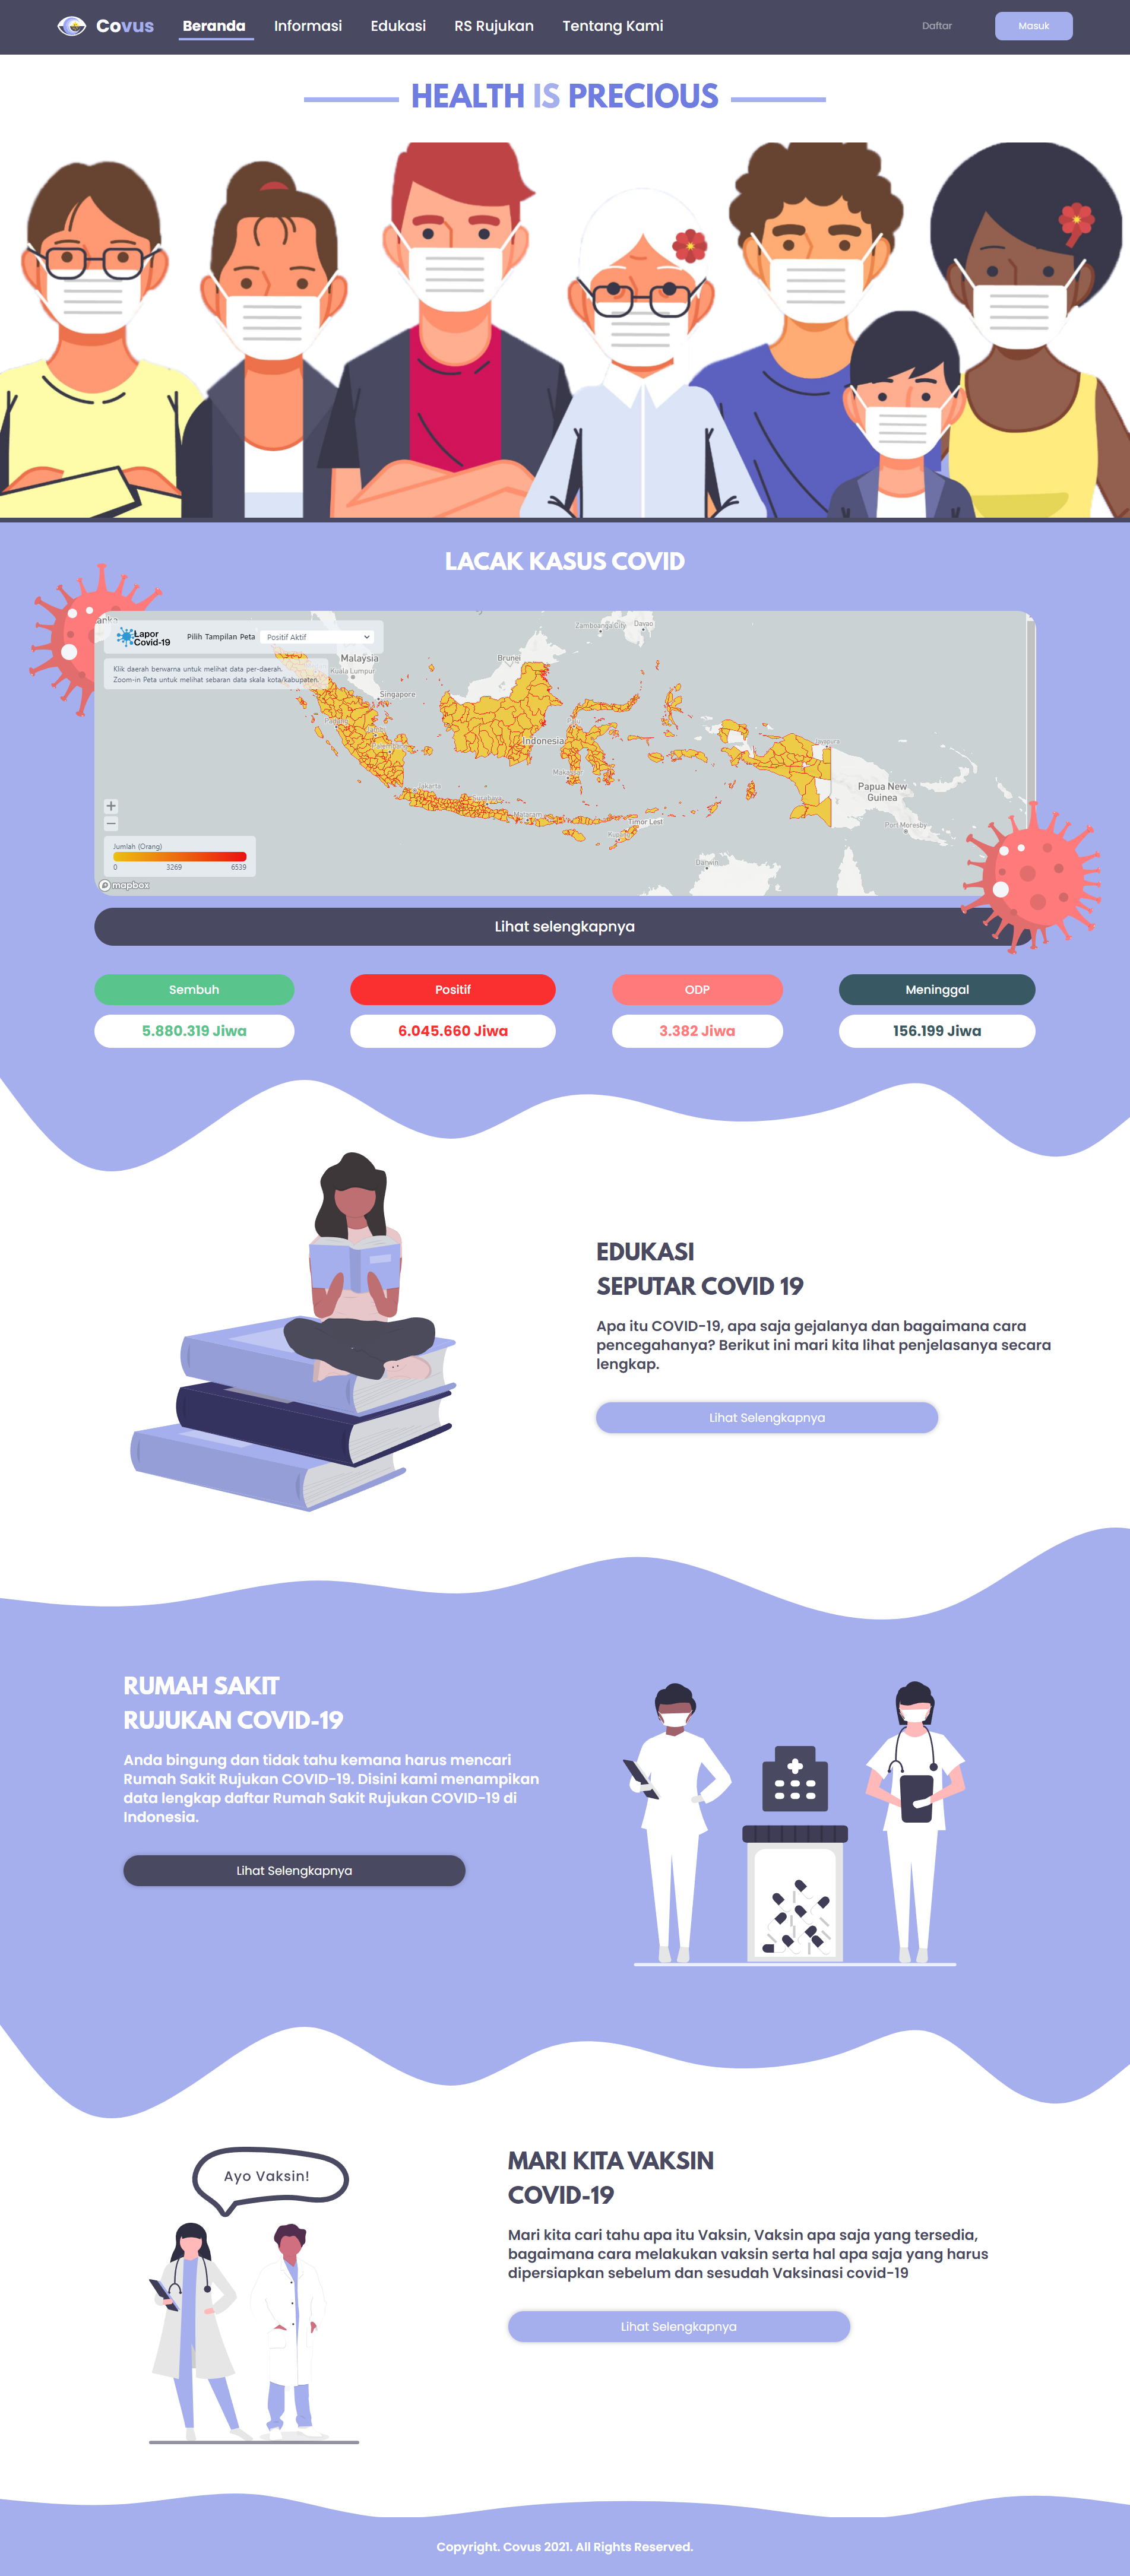 Covus
Beranda
Informasi
Edukasi
RS Rujukan
Tentang Kami
Daftar
Masuk
HEALTH IS PRECIOUS
LACAK KASUS COVID
Lapor
Covid-19
Pilih Tampilan Peta
Positif Aktif
Klik daerah berwarna untuk melihat data per-daerah.
Zoom-in Peta untuk melihat sebaran data skala kota/kabupaten.
Zamboanga City
Davao
Malaysia
Kuala Lumpur
Brunei
Singapore
Padang
Indonesia
Jayapura
Makassar
Jakarta
Surabaya
Mataram
Timor Lest
Kupang
Papua New
Guinea
Port Moresby
Darwin
+
−
Jumlah (Orang)
0 3269 6539
mapbox
Lihat selengkapnya
Sembuh
Positif
ODP
Meninggal
5.880.319 Jiwa
6.045.660 Jiwa
3.382 Jiwa
156.199 Jiwa
EDUKASI
SEPUTAR COVID 19
Apa itu COVID-19, apa saja gejalanya dan bagaimana cara
pencegahanya? Berikut ini mari kita lihat penjelasanya secara
lengkap.
Lihat Selengkapnya
RUMAH SAKIT
RUJUKAN COVID-19
Anda bingung dan tidak tahu kemana harus mencari
Rumah Sakit Rujukan COVID-19. Disini kami menampikan
data lengkap daftar Rumah Sakit Rujukan COVID-19 di
Indonesia.
Lihat Selengkapnya
Ayo Vaksin!
MARI KITA VAKSIN
COVID-19
Mari kita cari tahu apa itu Vaksin, Vaksin apa saja yang tersedia,
bagaimana cara melakukan vaksin serta hal apa saja yang harus
dipersiapkan sebelum dan sesudah Vaksinasi covid-19
Lihat Selengkapnya
Copyright. Covus 2021. All Rights Reserved.